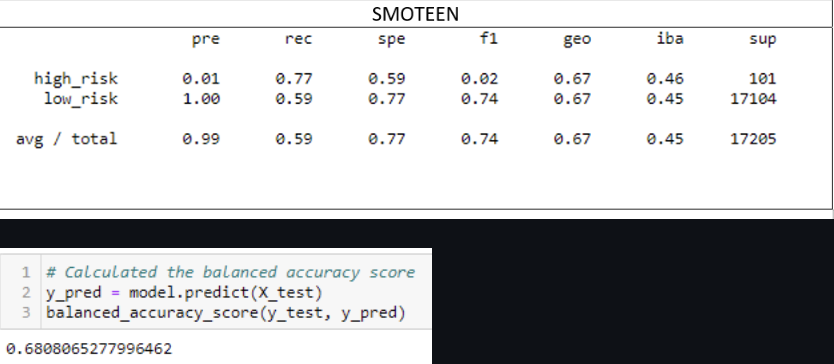 SMOTEEN
pre rec spe f1 geo iba sup
high_risk 0.01 0.77 0.59 0.02 0.67 0.46 101
low_risk 1.00 0.59 0.77 0.74 0.67 0.45 17104
avg / total 0.99 0.59 0.77 0.74 0.67 0.45 17205
1 # Calculated the balanced accuracy score
2 y_pred = model.predict(X_test)
3 balanced_accuracy_score(y_test, y_pred)
0.6808065277996462